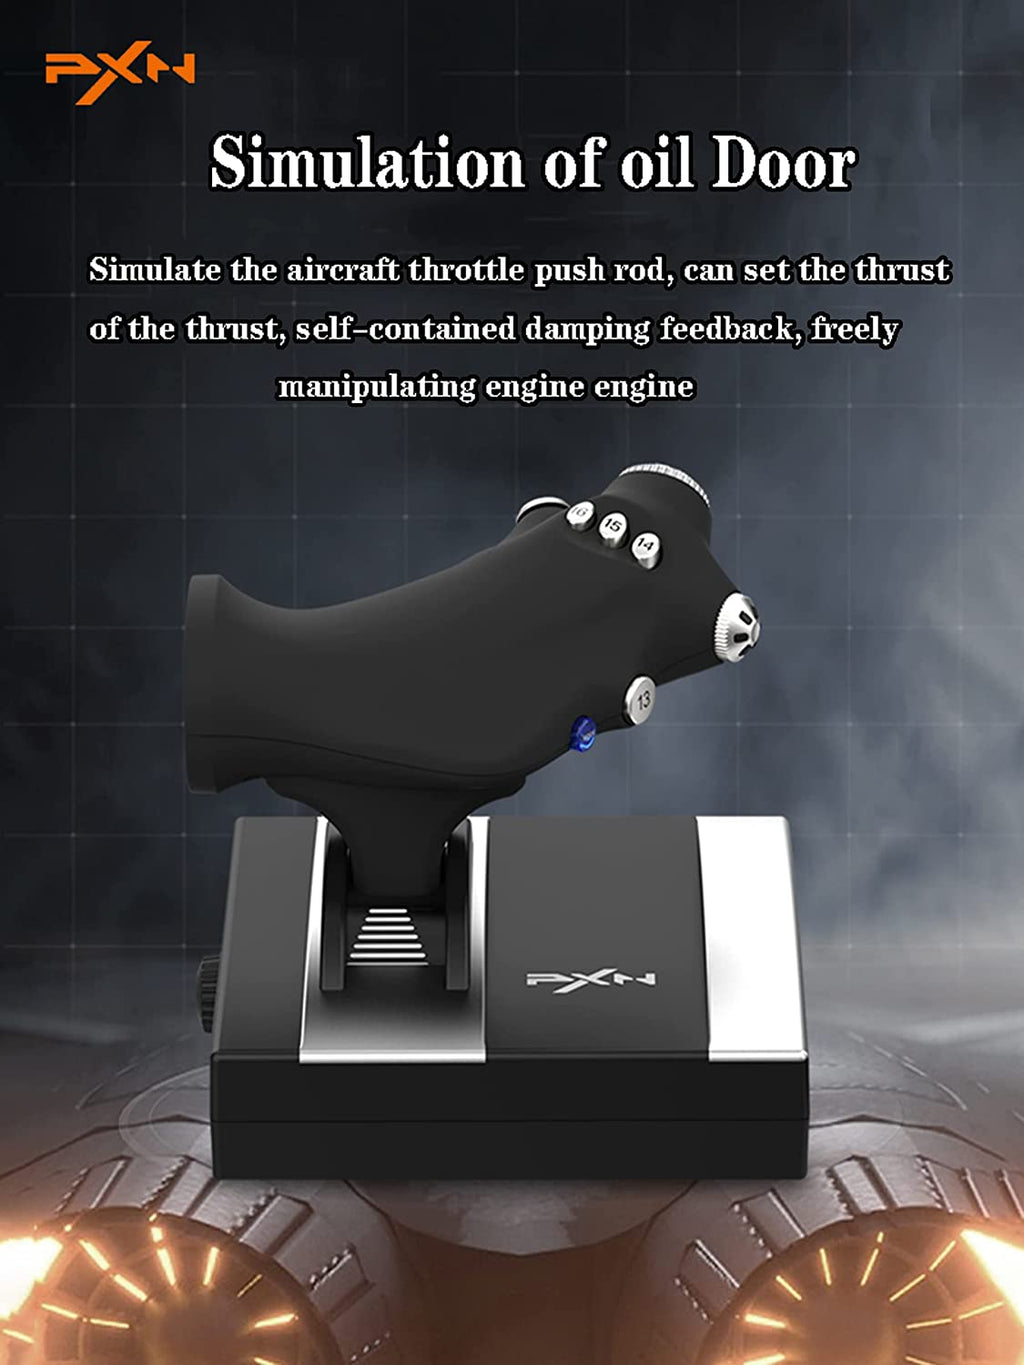 PXN
Simulation of oil Door
Simulate the aircraft throttle push rod, can set the thrust
of the thrust, self-contained damping feedback, freely
manipulating engine engine
16
15
14
13
PXN